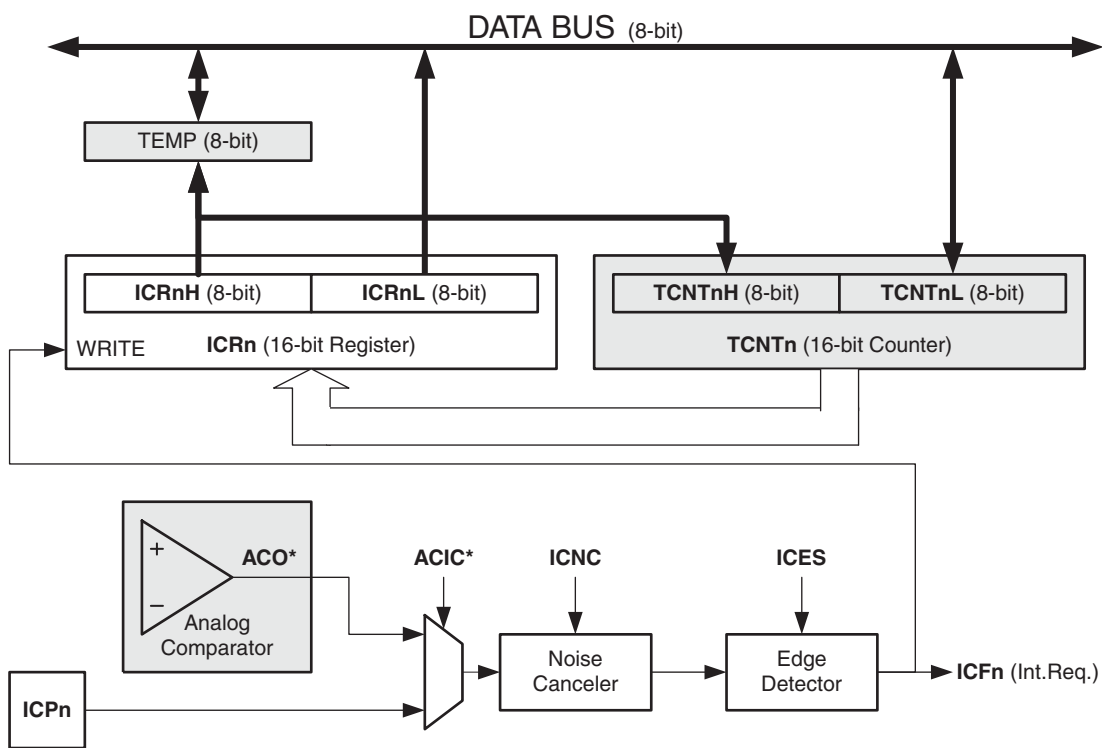 DATA BUS (8-bit)
TEMP (8-bit)
ICRnH (8-bit)
ICRnL (8-bit)
TCNTnH (8-bit)
TCNTnL (8-bit)
WRITE
ICRn (16-bit Register)
TCNTn (16-bit Counter)
+
−
ACO*
Analog
Comparator
ACIC*
ICNC
ICES
Noise
Canceler
Edge
Detector
ICFn (Int.Req.)
ICPn